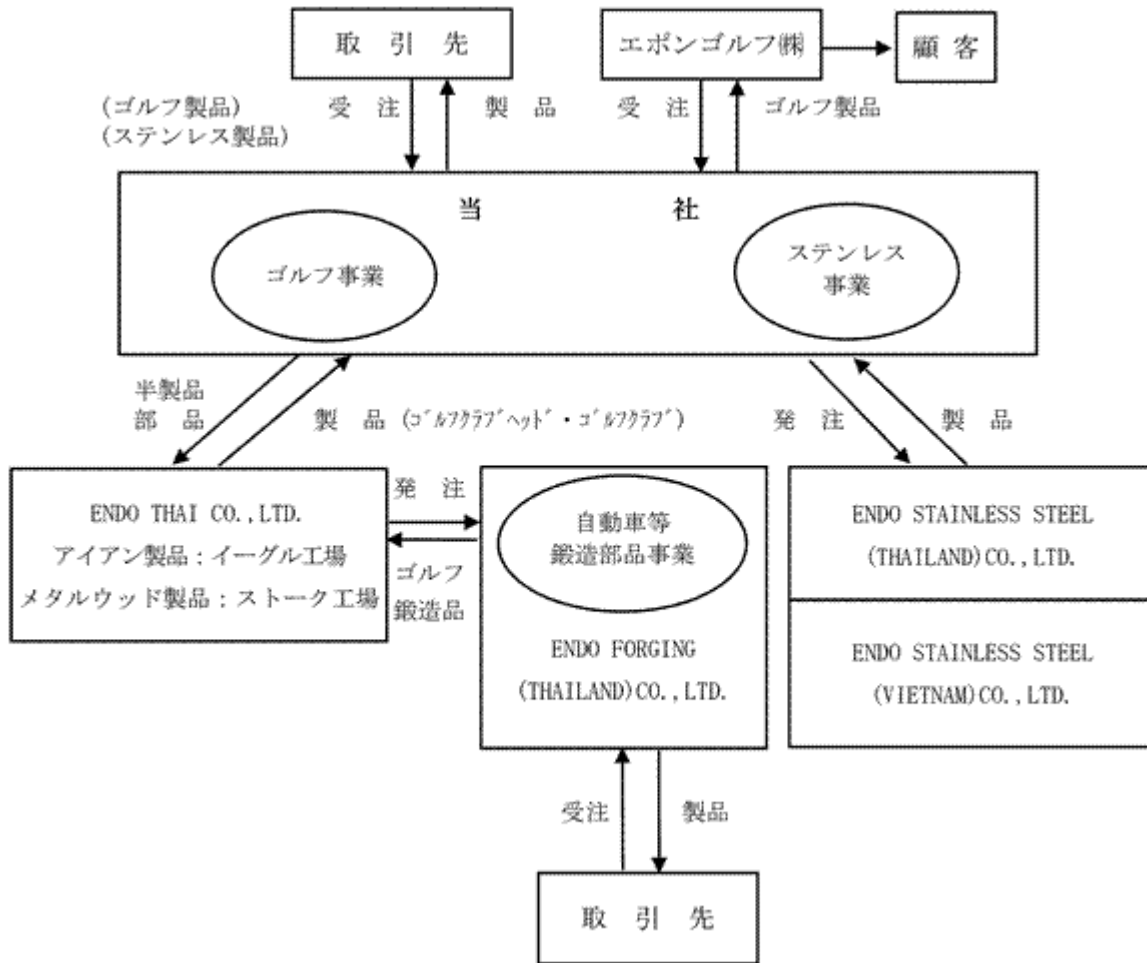 取 引 先
エポンゴルフ㈱
顧 客
(ゴルフ製品)
(ステンレス製品)
受 注
製 品
受 注
ゴルフ製品
当 社
ゴルフ事業
ステンレス
事業
半製品
部 品
製 品 (ｺﾞﾙﾌｸﾗﾌﾞﾍｯﾄﾞ・ｺﾞﾙﾌｸﾗﾌﾞ)
発 注
製 品
ENDO THAI CO.,LTD.
アイアン製品：イーグル工場
メタルウッド製品：ストーク工場
発 注
ゴルフ
鍛造品
自動車等
鍛造部品事業
ENDO FORGING
(THAILAND)CO.,LTD.
ENDO STAINLESS STEEL
(THAILAND)CO.,LTD.
ENDO STAINLESS STEEL
(VIETNAM)CO.,LTD.
受注
製品
取 引 先